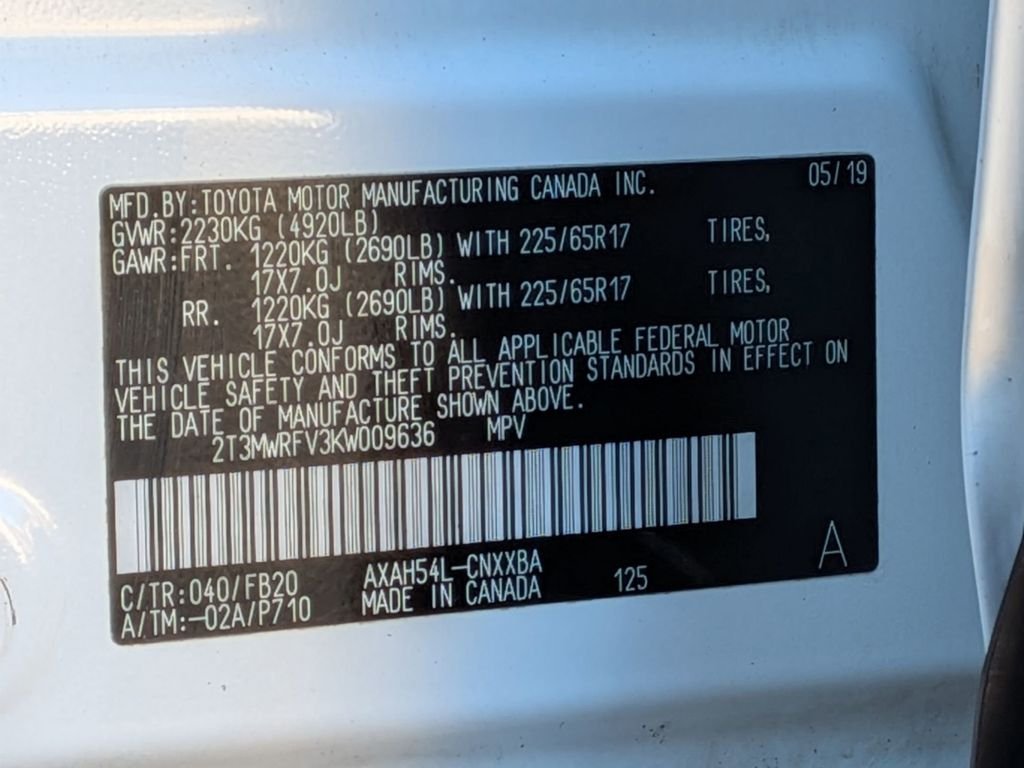 MFD.BY:TOYOTA MOTOR MANUFACTURING CANADA INC. 05/19
GVWR:2230KG (4920LB)
GAWR:FRT. 1220KG (2690LB) WITH 225/65R17 TIRES,
17X7.0J RIMS.
RR. 1220KG (2690LB) WITH 225/65R17 TIRES,
17X7.0J RIMS.
THIS VEHICLE CONFORMS TO ALL APPLICABLE FEDERAL MOTOR
VEHICLE SAFETY AND THEFT PREVENTION STANDARDS IN EFFECT ON
THE DATE OF MANUFACTURE SHOWN ABOVE.
2T3MWRFV3KW009636 MPV
C/TR:040/FB20 AXAH54L-CNXXBA 125 A
A/TM:-02A/P710 MADE IN CANADA